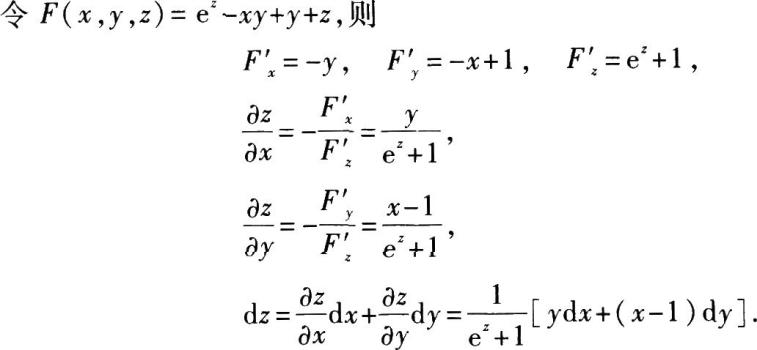 令 F(x,y,z)=e^z-xy+y+z,则
F'_x=-y, F'_y=-x+1, F'_z=e^z+1,
∂z/∂x=-F'_x/F'_z=y/(e^z+1),
∂z/∂y=-F'_y/F'_z=(x-1)/(e^z+1),
dz=∂z/∂x dx+∂z/∂y dy=1/(e^z+1)[ydx+(x-1)dy].